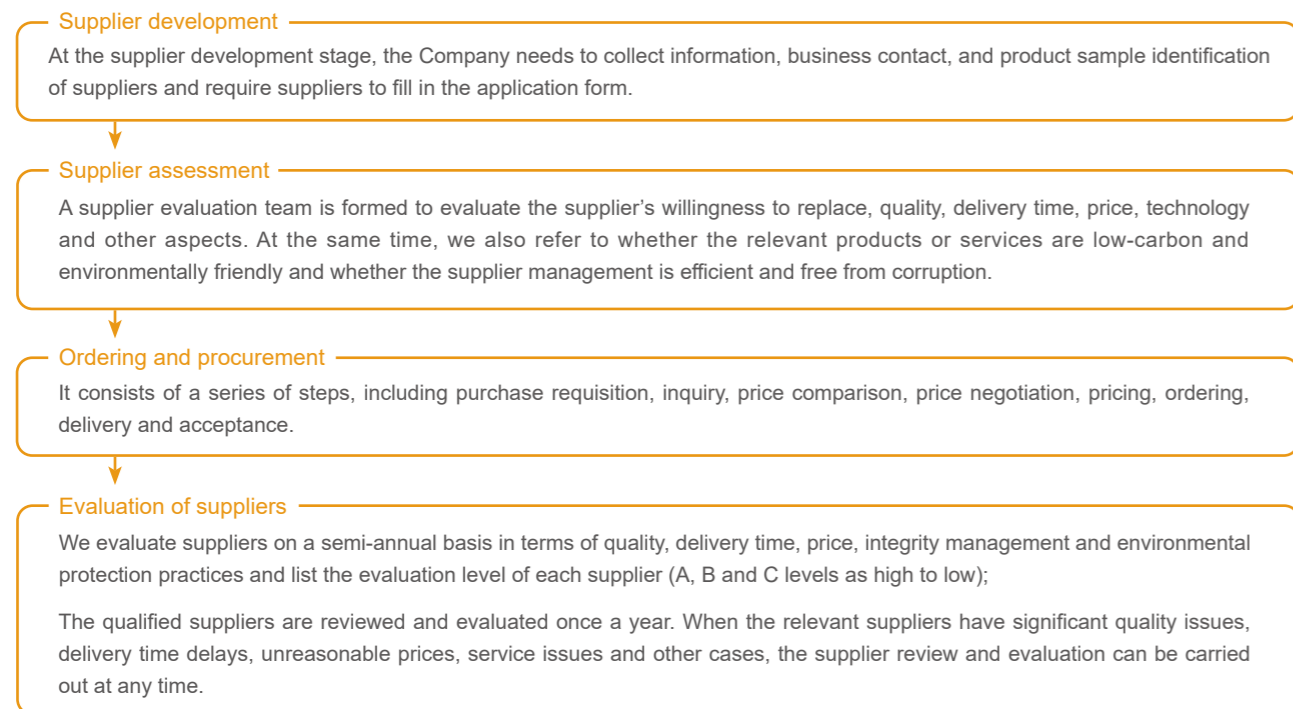 Supplier development
At the supplier development stage, the Company needs to collect information, business contact, and product sample identification
of suppliers and require suppliers to fill in the application form.
Supplier assessment
A supplier evaluation team is formed to evaluate the supplier’s willingness to replace, quality, delivery time, price, technology
and other aspects. At the same time, we also refer to whether the relevant products or services are low-carbon and
environmentally friendly and whether the supplier management is efficient and free from corruption.
Ordering and procurement
It consists of a series of steps, including purchase requisition, inquiry, price comparison, price negotiation, pricing, ordering,
delivery and acceptance.
Evaluation of suppliers
We evaluate suppliers on a semi-annual basis in terms of quality, delivery time, price, integrity management and environmental
protection practices and list the evaluation level of each supplier (A, B and C levels as high to low);
The qualified suppliers are reviewed and evaluated once a year. When the relevant suppliers have significant quality issues,
delivery time delays, unreasonable prices, service issues and other cases, the supplier review and evaluation can be carried
out at any time.